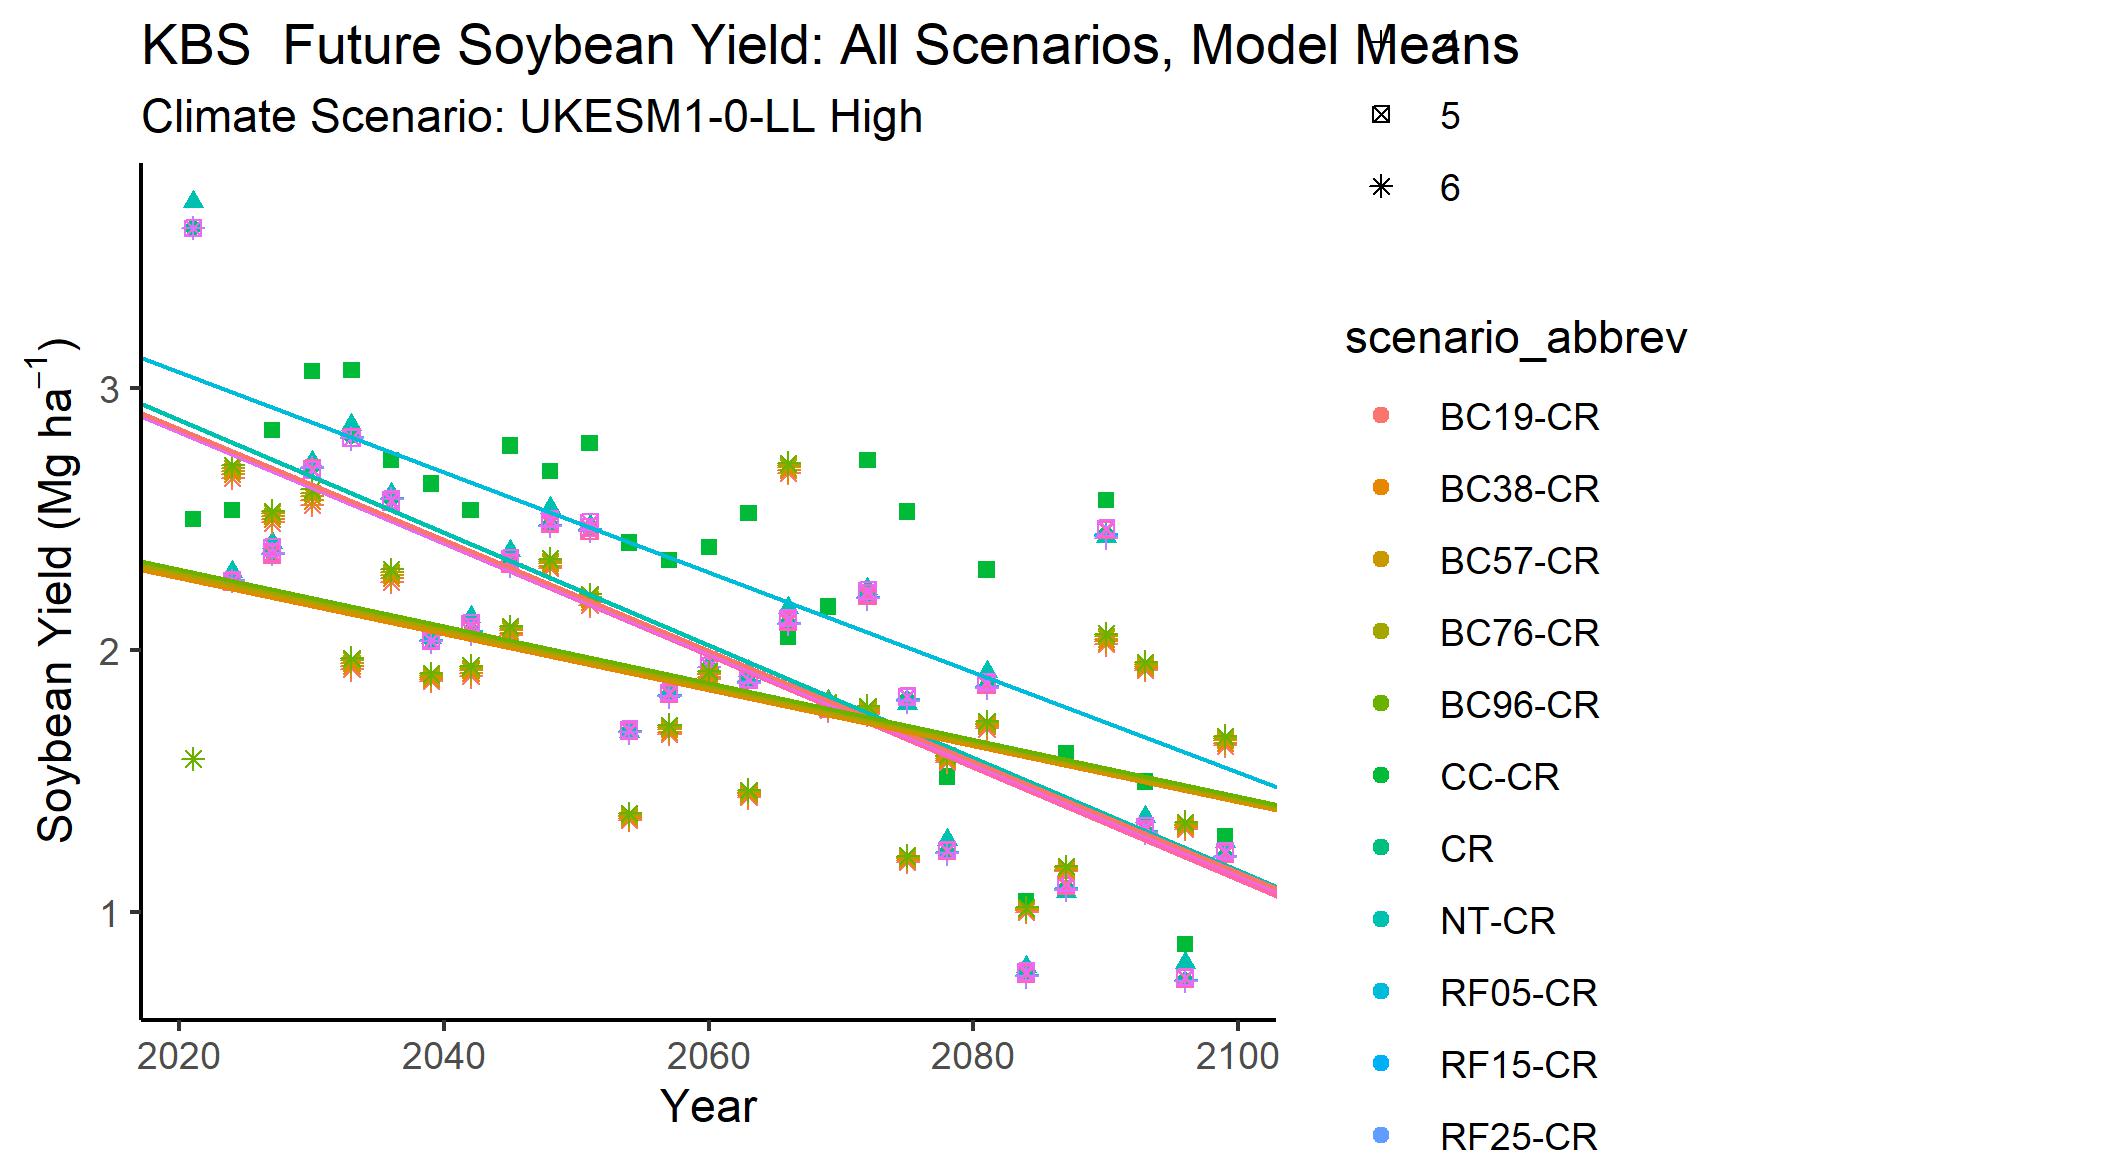 KBS  Future Soybean Yield: All Scenarios, Model Means
Climate Scenario: UKESM1-0-LL High
4
5
6
scenario_abbrev
BC19-CR
BC38-CR
BC57-CR
BC76-CR
BC96-CR
CC-CR
CR
NT-CR
RF05-CR
RF15-CR
RF25-CR
Soybean Yield (Mg ha⁻¹)
3
2
1
2020 2040 2060 2080 2100
Year